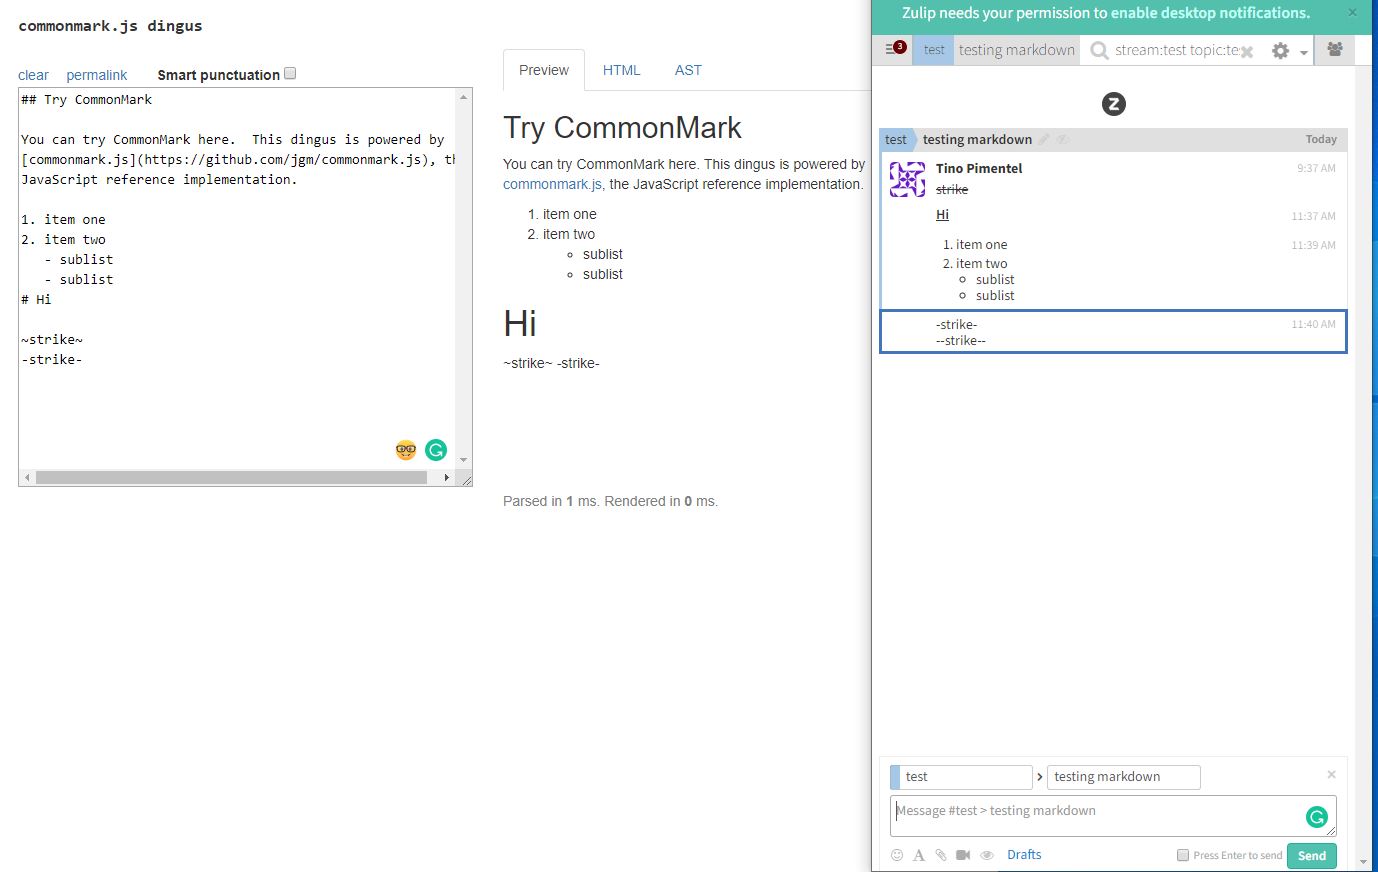 commonmark.js dingus
clear permalink Smart punctuation
## Try CommonMark
You can try CommonMark here.  This dingus is powered by
[commonmark.js](https://github.com/jgm/commonmark.js), th
JavaScript reference implementation.
1. item one
2. item two
   - sublist
   - sublist
# Hi
~strike~
-strike-
Preview HTML AST
Try CommonMark
You can try CommonMark here. This dingus is powered by
commonmark.js, the JavaScript reference implementation.
1. item one
2. item two
sublist
sublist
Hi
~strike~ -strike-
Parsed in 1 ms. Rendered in 0 ms.
Zulip needs your permission to enable desktop notifications. ×
3 test testing markdown stream:test topic:te
Z
test testing markdown Today
Tino Pimentel 9:37 AM
strike
Hi 11:37 AM
1. item one 11:39 AM
2. item two
sublist
sublist
-strike- 11:40 AM
--strike--
test > testing markdown ×
Message #test > testing markdown
A Drafts Press Enter to send Send